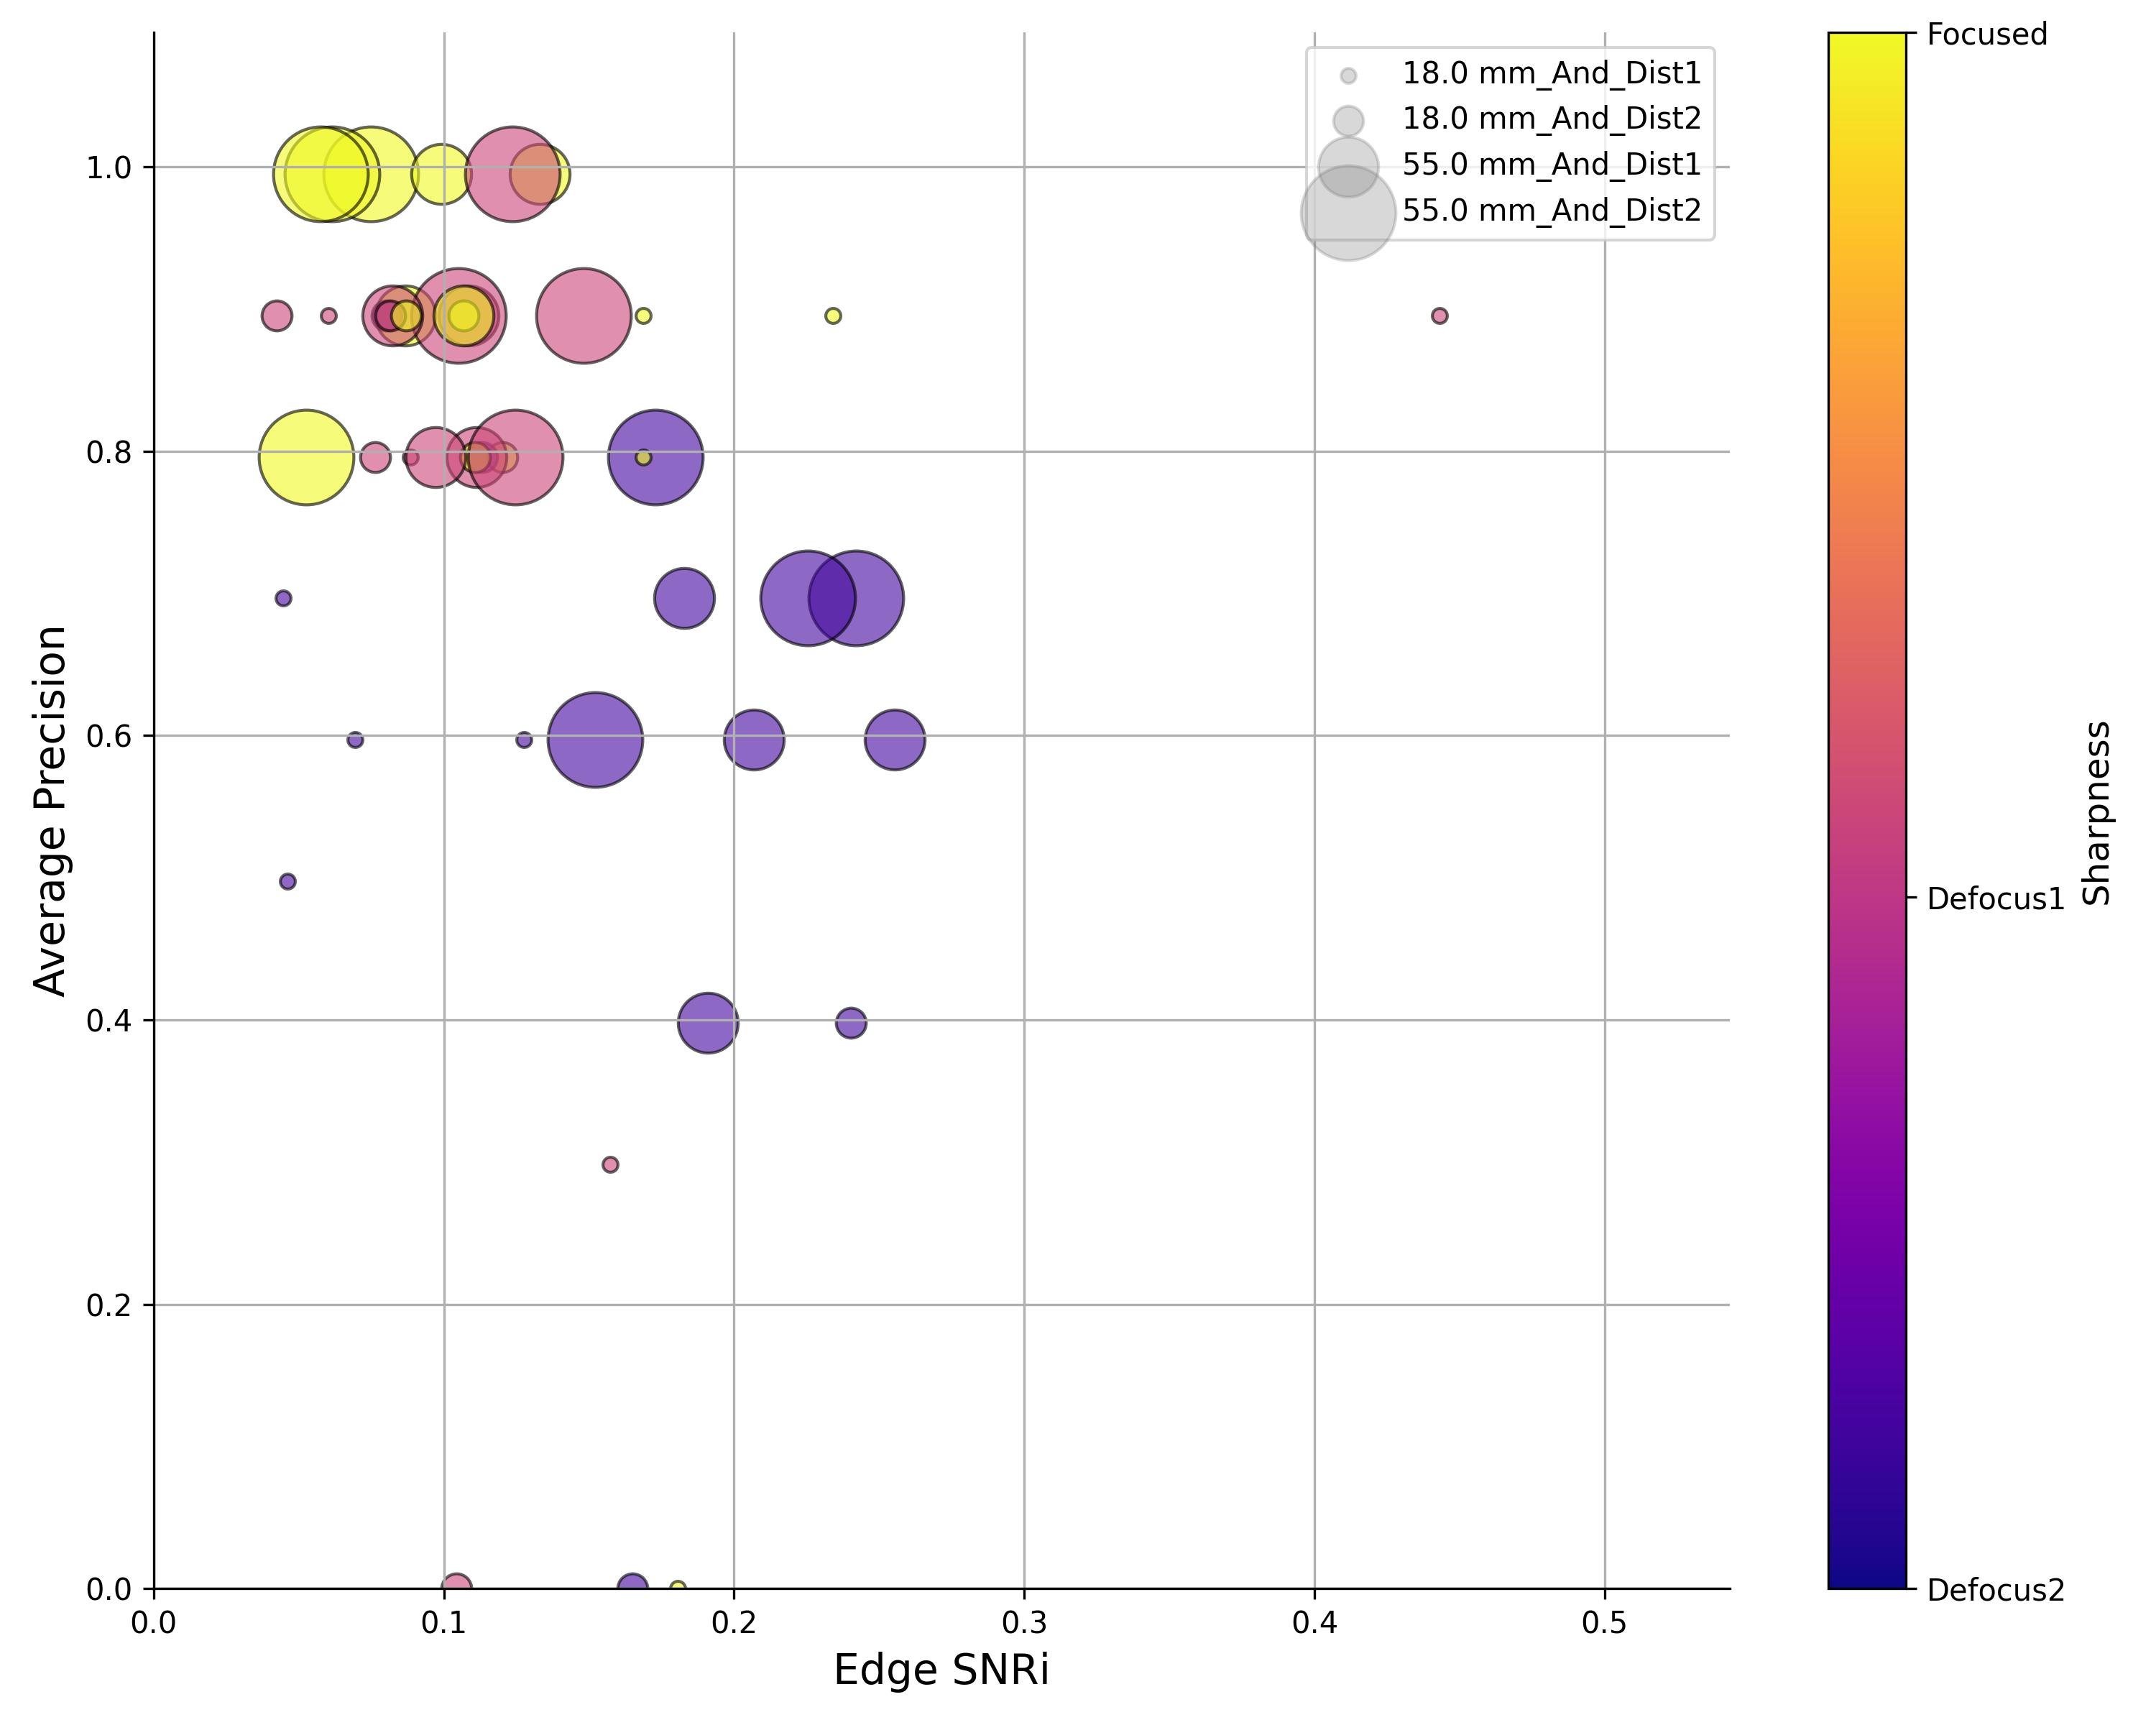 18.0 mm_And_Dist1
18.0 mm_And_Dist2
55.0 mm_And_Dist1
55.0 mm_And_Dist2
1.0
0.8
0.6
0.4
0.2
0.0
Average Precision
0.0 0.1 0.2 0.3 0.4 0.5
Edge SNRi
Focused
Defocus1
Defocus2
Sharpness